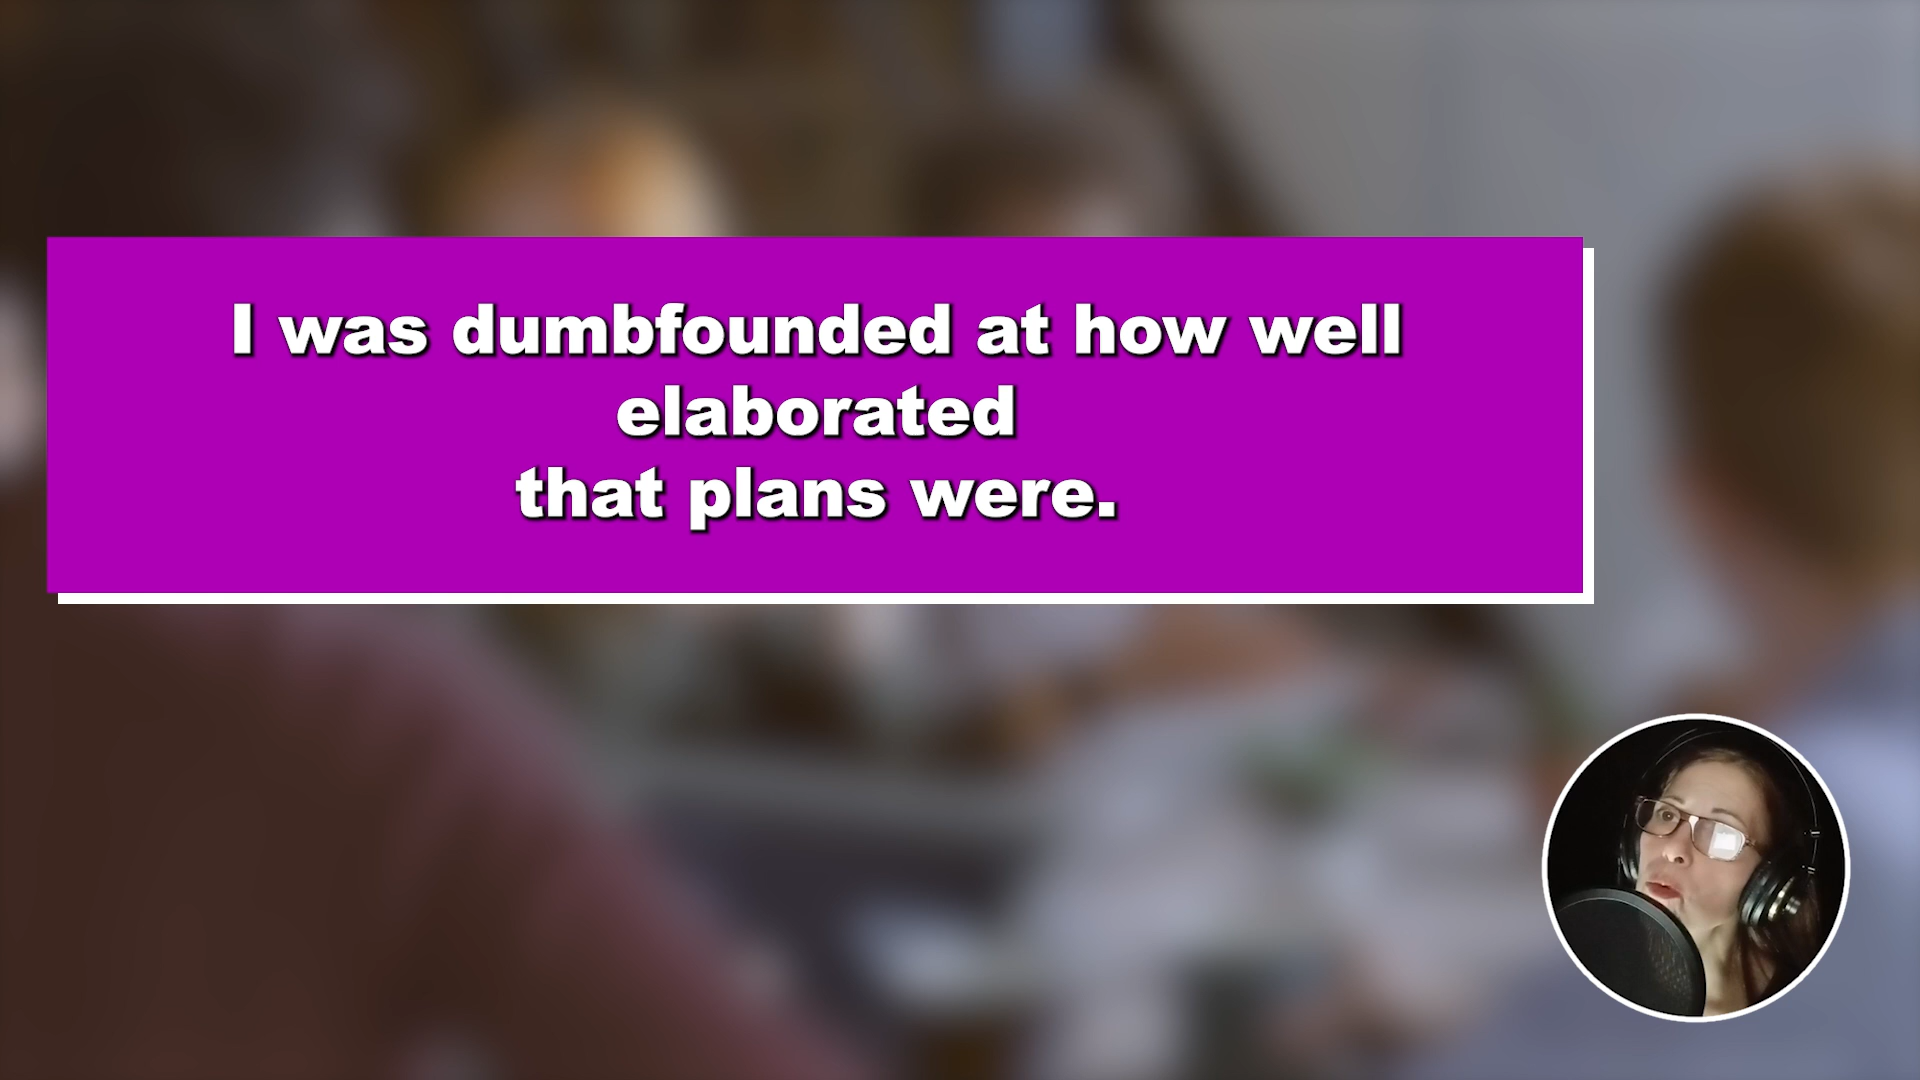 I was dumbfounded at how well
elaborated
that plans were.